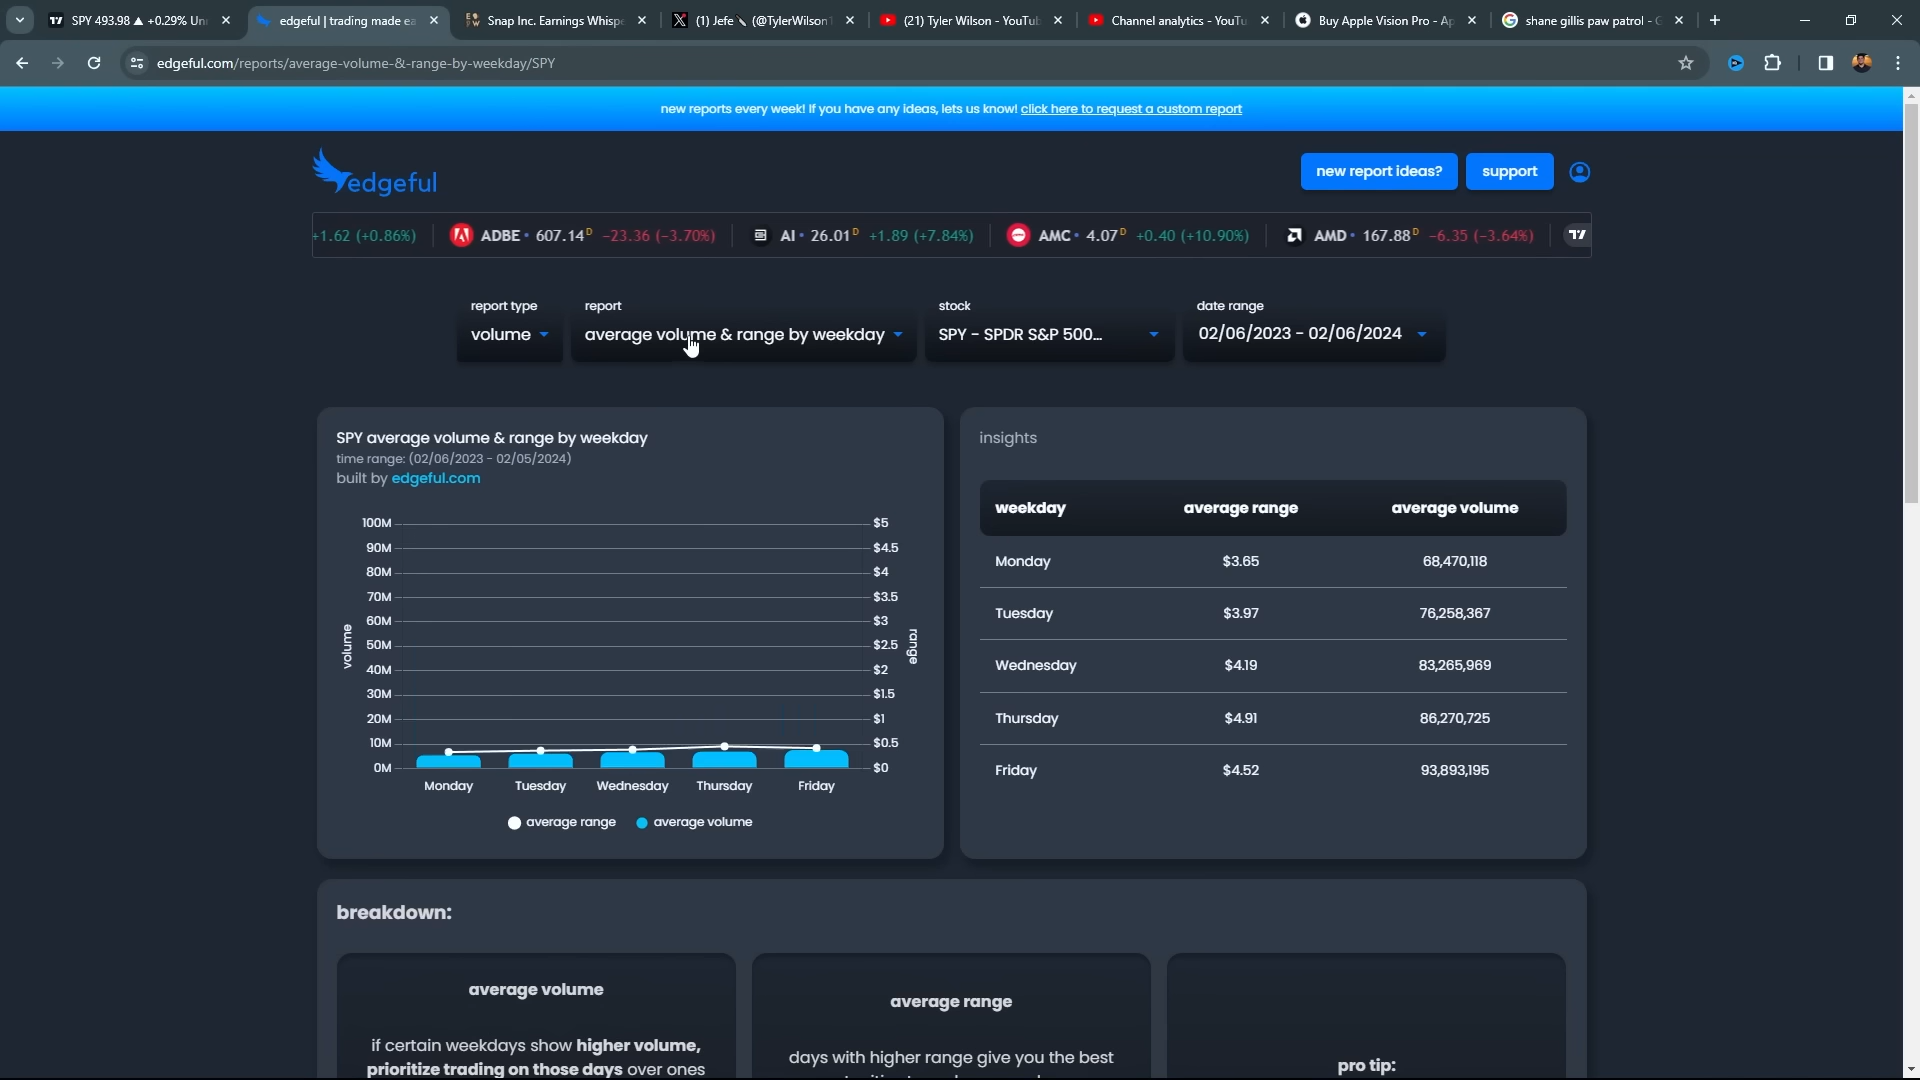 SPY 493.98 ▲ +0.29% Un
edgeful | trading made ea
Snap Inc. Earnings Whispe
(1) Jefe (@TylerWilson1
(21) Tyler Wilson - YouTub
Channel analytics - YouTu
Buy Apple Vision Pro - Ap
shane gillis paw patrol - G
edgeful.com/reports/average-volume-&-range-by-weekday/SPY
new reports every week! If you have any ideas, lets us know! click here to request a custom report
edgeful
new report ideas?
support
+1.62 (+0.86%)
ADBE • 607.14 D −23.36 (−3.70%)
AI • 26.01 D +1.89 (+7.84%)
AMC • 4.07 D +0.40 (+10.90%)
AMD • 167.88 D −6.35 (−3.64%)
report type
volume
report
average volume & range by weekday
stock
SPY - SPDR S&P 500...
date range
02/06/2023 - 02/06/2024
SPY average volume & range by weekday
time range: (02/06/2023 - 02/05/2024)
built by edgeful.com
100M
90M
80M
70M
60M
50M
40M
30M
20M
10M
0M
volume
$5
$4.5
$4
$3.5
$3
$2.5
$2
$1.5
$1
$0.5
$0
range
Monday
Tuesday
Wednesday
Thursday
Friday
average range
average volume
insights
weekday average range average volume
Monday $3.65 68,470,118
Tuesday $3.97 76,258,367
Wednesday $4.19 83,265,969
Thursday $4.91 86,270,725
Friday $4.52 93,893,195
breakdown:
average volume
if certain weekdays show higher volume,
prioritize trading on those days over ones
average range
days with higher range give you the best
pro tip: